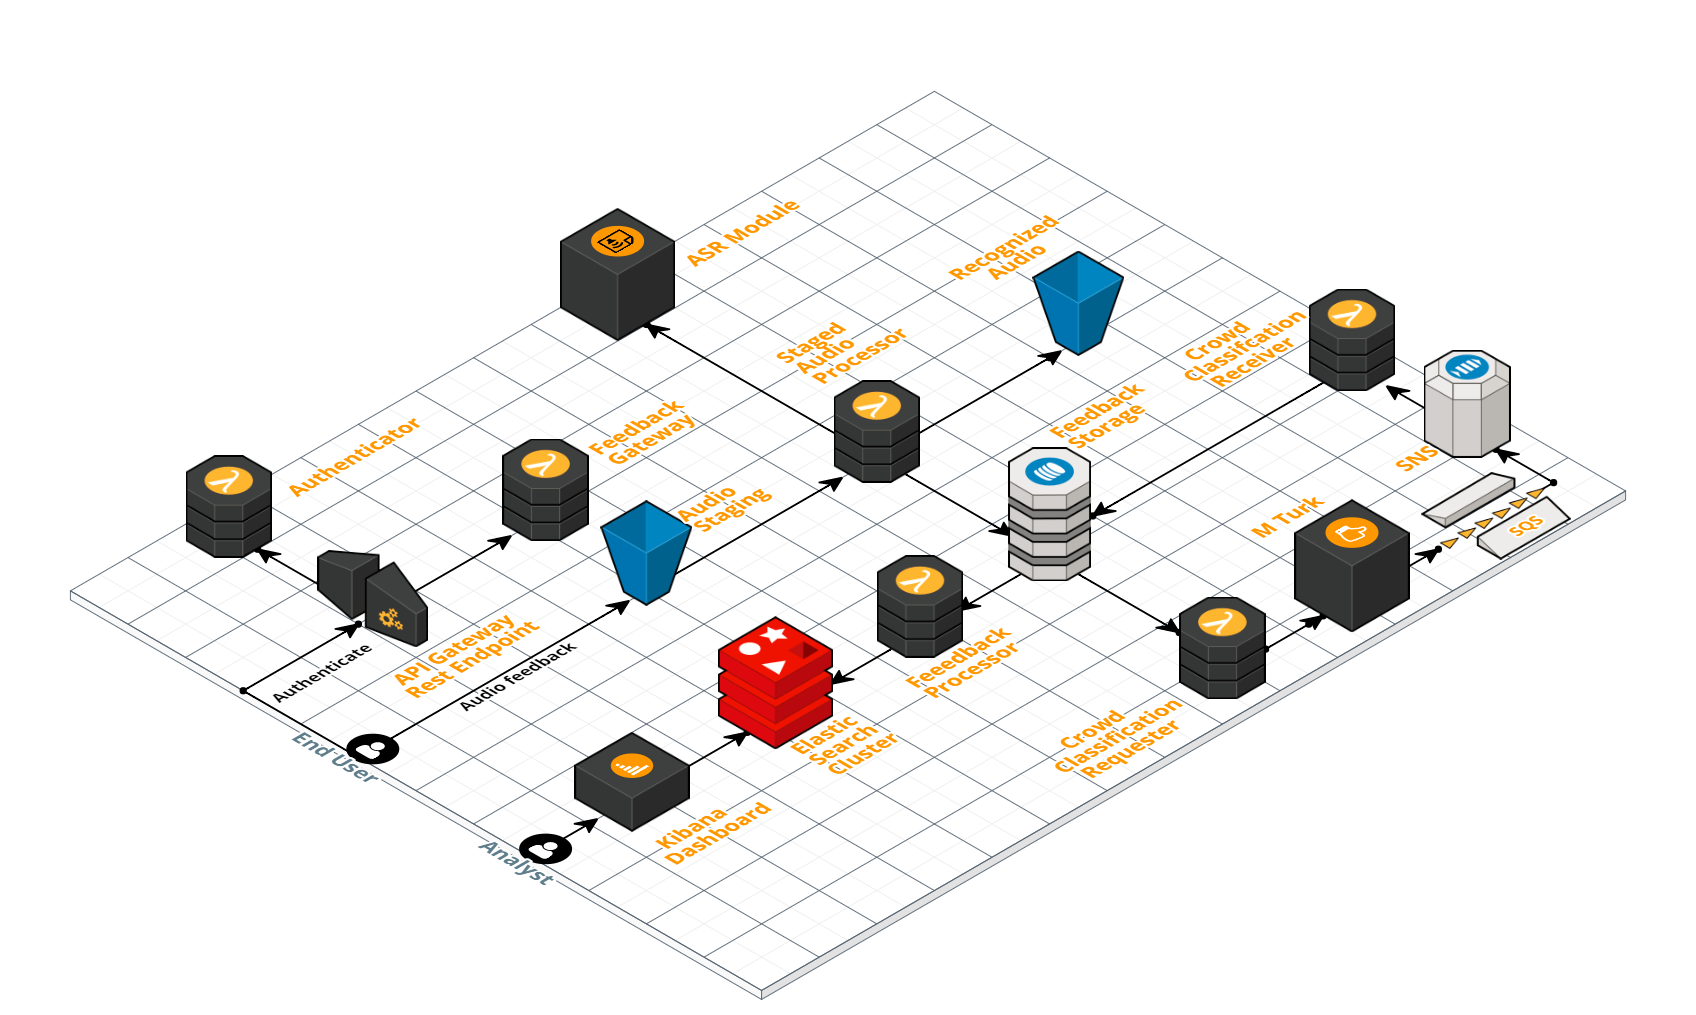 ASR Module
Recognized
Audio
Staged
Audio
Processor
Crowd
Classifcation
Receiver
Feedback
Storage
Feedback
Gateway
Authenticator
Audio
Staging
SNS
M Turk
SQS
API Gateway
Rest Endpoint
Authenticate
Audio feedback
End-User
Feeedback
Processor
Elastic
Search
Cluster
Crowd
Classification
Requester
Kibana
Dashboard
Analyst